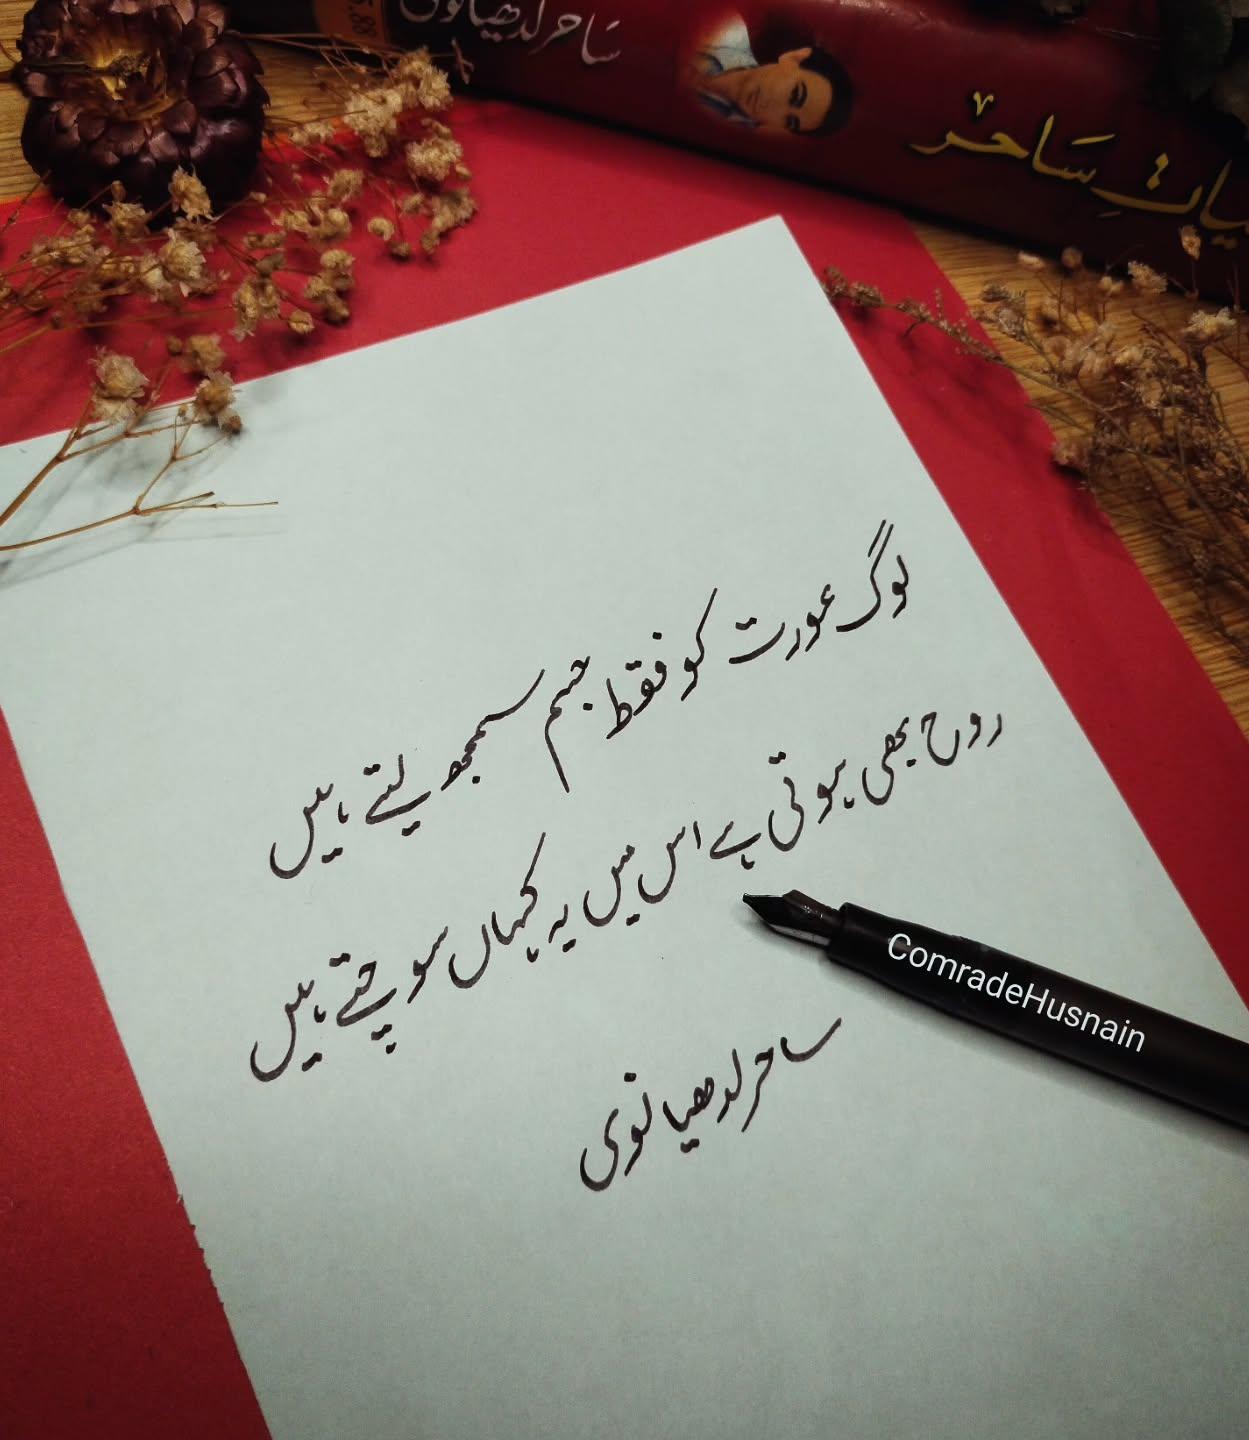 ساحر لدھیانوی
کلیاتِ ساحر
لوگ عورت کو فقط جسم سمجھ لیتے ہیں
روح بھی ہوتی ہے اس میں یہ کہاں سوچتے ہیں
ساحر لدھیانوی
ComradeHusnain